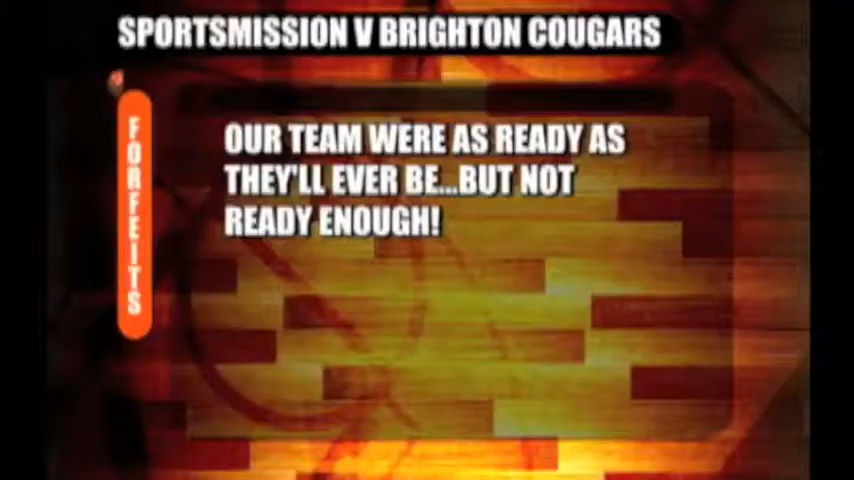 SPORTSMISSION V BRIGHTON COUGARS
FORFEITS
OUR TEAM WERE AS READY AS
THEY'LL EVER BE...BUT NOT
READY ENOUGH!